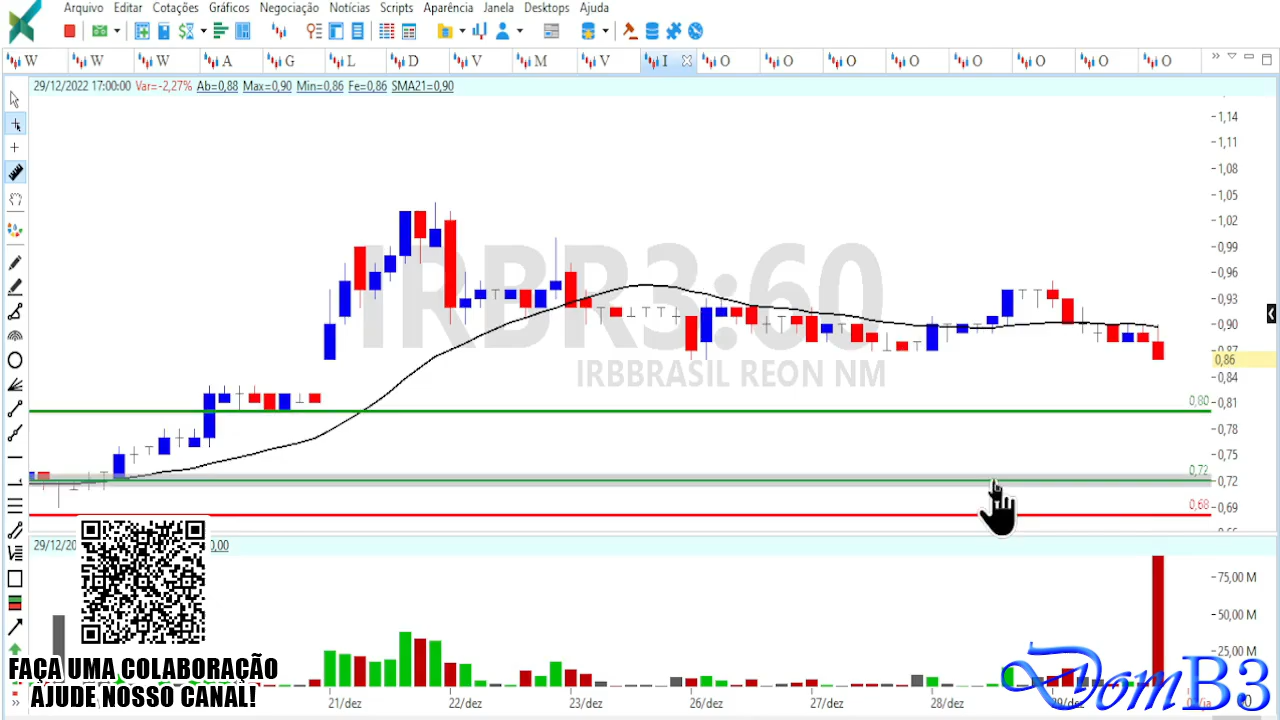 Arquivo Editar Cotações Gráficos Negociação Notícias Scripts Aparência Janela Desktops Ajuda
W W W A G L D V M V I O O O O O O O O
29/12/2022 17:00:00 Var=-2,27% Ab=0,88 Max=0,90 Min=0,86 Fe=0,86 SMA21=0,90
1,14
1,11
1,08
1,05
1,02
0,99
0,96
0,93
0,90
0,87
0,86
0,84
0,80
0,81
0,78
0,75
0,72
0,72
0,68
0,69
IRBR3:60
IRBBRASIL REON NM
75,00 M
50,00 M
25,00 M
FAÇA UMA COLABORAÇÃO
AJUDE NOSSO CANAL!
21/dez 22/dez 23/dez 26/dez 27/dez 28/dez 29/dez
DomB3